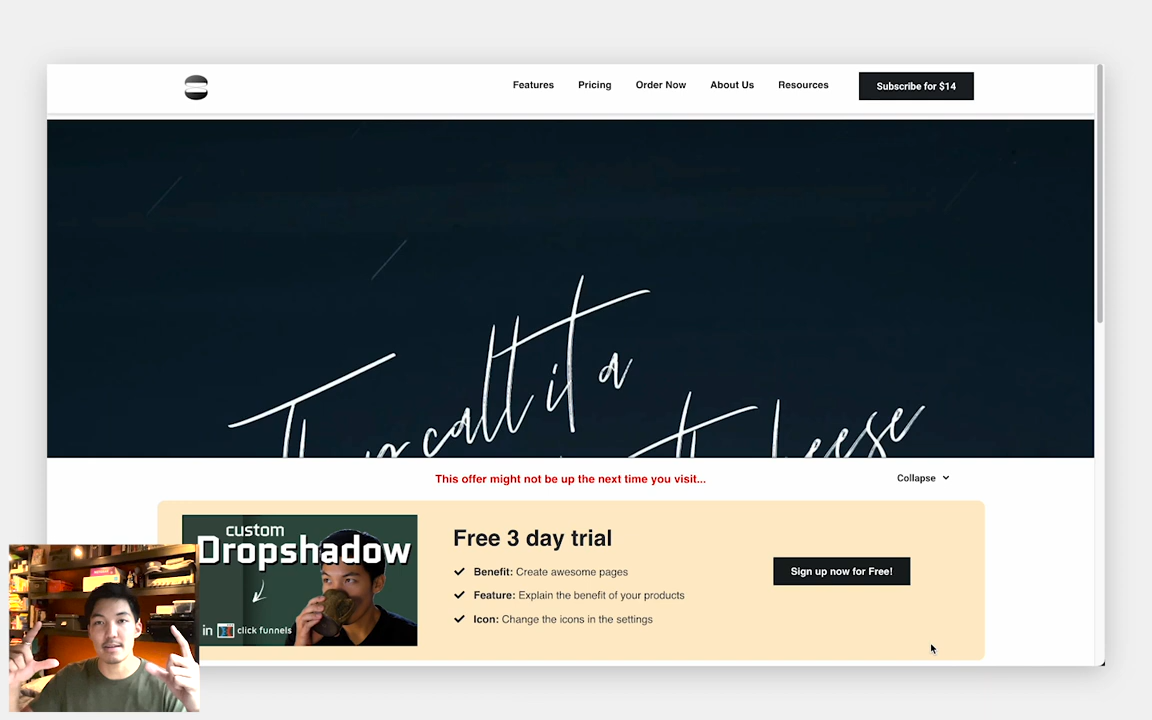 Features Pricing Order Now About Us Resources Subscribe for $14
call it a
This offer might not be up the next time you visit...
Collapse
custom
Dropshadow
in click funnels
Free 3 day trial
Benefit: Create awesome pages
Feature: Explain the benefit of your products
Icon: Change the icons in the settings
Sign up now for Free!